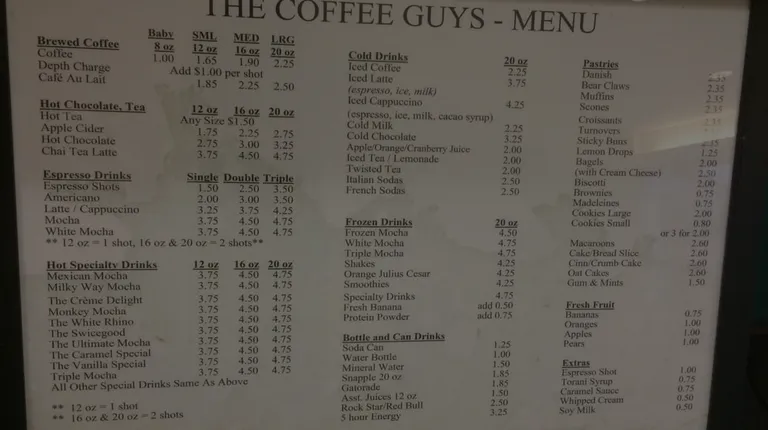 THE COFFEE GUYS - MENU
Baby SML MED LRG
Brewed Coffee 8 oz 12 oz 16 oz 20 oz
Coffee 1.00 1.65 1.90 2.25
Depth Charge Add $1.00 per shot
Café Au Lait 1.85 2.25 2.50
Hot Chocolate, Tea 12 oz 16 oz 20 oz
Hot Tea Any Size $1.50
Apple Cider 1.75 2.25 2.75
Hot Chocolate 2.75 3.00 3.25
Chai Tea Latte 3.75 4.50 4.75
Espresso Drinks Single Double Triple
Espresso Shots 1.50 2.50 3.50
Americano 2.00 3.00 3.50
Latte / Cappuccino 3.25 3.75 4.25
Mocha 3.75 4.50 4.75
White Mocha 3.75 4.50 4.75
** 12 oz = 1 shot, 16 oz & 20 oz = 2 shots**
Hot Specialty Drinks 12 oz 16 oz 20 oz
Mexican Mocha 3.75 4.50 4.75
Milky Way Mocha 3.75 4.50 4.75
The Crème Delight 3.75 4.50 4.75
Monkey Mocha 3.75 4.50 4.75
The White Rhino 3.75 4.50 4.75
The Swicegood 3.75 4.50 4.75
The Ultimate Mocha 3.75 4.50 4.75
The Caramel Special 3.75 4.50 4.75
The Vanilla Special 3.75 4.50 4.75
Triple Mocha 3.75 4.50 4.75
All Other Special Drinks Same As Above
** 12 oz = 1 shot
** 16 oz & 20 oz = 2 shots
Cold Drinks 20 oz
Iced Coffee 2.25
Iced Latte 3.75
(espresso, ice, milk)
Iced Cappuccino 4.25
(espresso, ice, milk, cacao syrup)
Cold Milk 2.25
Cold Chocolate 3.25
Apple/Orange/Cranberry Juice 2.00
Iced Tea / Lemonade 2.00
Twisted Tea 2.00
Italian Sodas 2.50
French Sodas 2.50
Frozen Drinks 20 oz
Frozen Mocha 4.50
White Mocha 4.75
Triple Mocha 4.75
Shakes 4.25
Orange Julius Cesar 4.25
Smoothies 4.25
Specialty Drinks 4.75
Fresh Banana add 0.50
Protein Powder add 0.75
Bottle and Can Drinks
Soda Can 1.25
Water Bottle 1.00
Mineral Water 1.50
Snapple 20 oz 1.85
Gatorade 1.85
Asst. Juices 12 oz 1.50
Rock Star/Red Bull 2.50
5 hour Energy 3.25
Pastries
Danish 2.35
Bear Claws 2.35
Muffins 2.35
Scones 2.35
Croissants 2.35
Turnovers 2.35
Sticky Buns 2.35
Lemon Drops 1.25
Bagels 2.00
(with Cream Cheese) 2.50
Biscotti 2.00
Brownies 0.75
Madeleines 0.75
Cookies Large 2.00
Cookies Small 0.80
or 3 for 2.00
Macaroons 2.60
Cake/Bread Slice 2.60
Cinn/Crumb Cake 2.60
Oat Cakes 2.60
Gum & Mints 1.50
Fresh Fruit
Bananas 0.75
Oranges 1.00
Apples 1.00
Pears 1.00
Extras
Espresso Shot 1.00
Torani Syrup 0.75
Caramel Sauce 0.75
Whipped Cream 0.50
Soy Milk 0.50